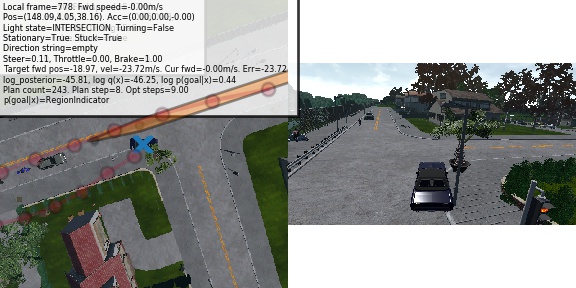 Local frame=778. Fwd speed=-0.00m/s
Pos=(148.09,4.05,38.16). Acc=(0.00,0.00,-0.00)
Light state=INTERSECTION. Turning=False
Stationary=True. Stuck=True
Direction string=empty
Steer=0.11, Throttle=0.00, Brake=1.00
Target fwd pos=-18.97, vel=-23.72m/s. Cur fwd=-0.00m/s. Err=-23.72
log_posterior=-45.81, log q(x)=-46.25, log p(goal|x)=0.44
Plan count=243. Plan step=8. Opt steps=9.00
p(goal|x)=RegionIndicator